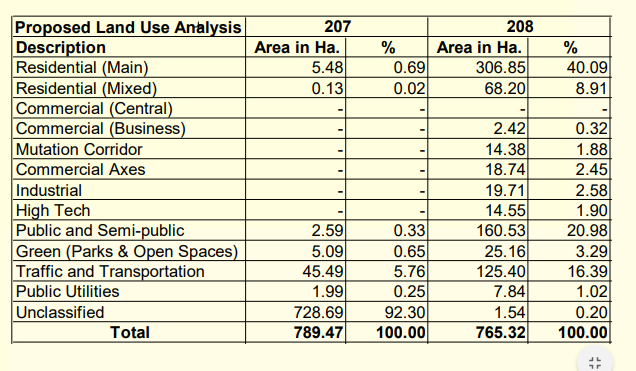 Proposed Land Use Analysis 207 208
Description Area in Ha. % Area in Ha. %
Residential (Main) 5.48 0.69 306.85 40.09
Residential (Mixed) 0.13 0.02 68.20 8.91
Commercial (Central) - - - -
Commercial (Business) - - 2.42 0.32
Mutation Corridor - - 14.38 1.88
Commercial Axes - - 18.74 2.45
Industrial - - 19.71 2.58
High Tech - - 14.55 1.90
Public and Semi-public 2.59 0.33 160.53 20.98
Green (Parks & Open Spaces) 5.09 0.65 25.16 3.29
Traffic and Transportation 45.49 5.76 125.40 16.39
Public Utilities 1.99 0.25 7.84 1.02
Unclassified 728.69 92.30 1.54 0.20
Total 789.47 100.00 765.32 100.00